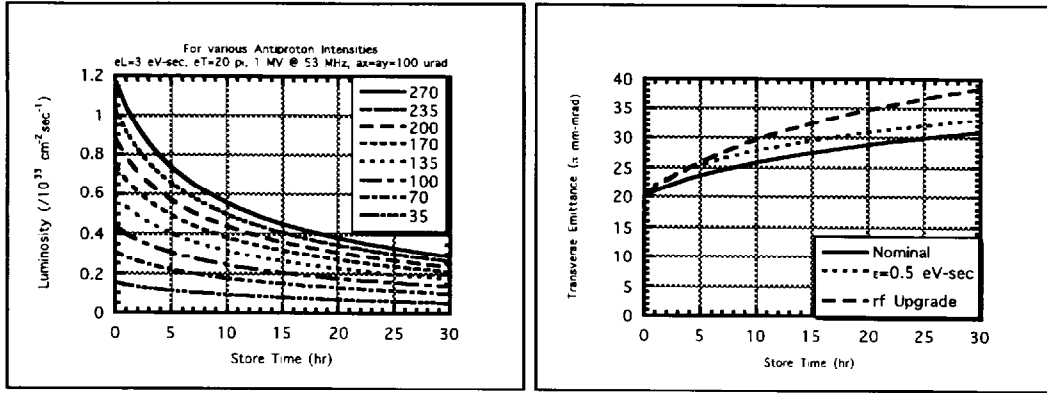 For various Antiproton Intensities
eL=3 eV-sec, eT=20 pi, 1 MV @ 53 MHz, ax=ay=100 urad
Luminosity (/10³³ cm⁻² sec⁻¹)
1.2
1
0.8
0.6
0.4
0.2
0
270
235
200
170
135
100
70
35
0 5 10 15 20 25 30
Store Time (hr)
Transverse Emittance (π mm-mrad)
40
35
30
25
20
15
10
5
0
Nominal
ε=0.5 eV-sec
rf Upgrade
0 5 10 15 20 25 30
Store Time (hr)